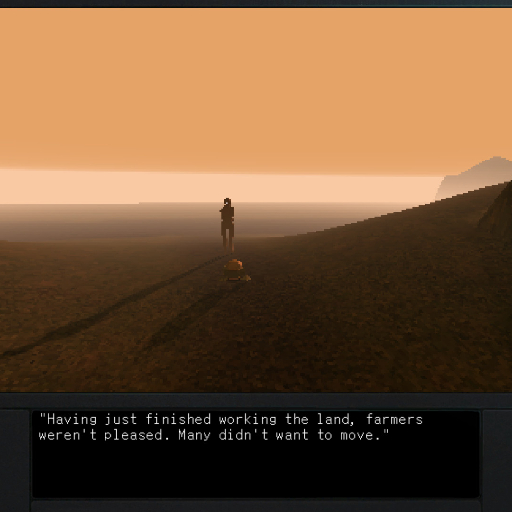 "Having just finished working the land, farmers
weren't pleased. Many didn't want to move."